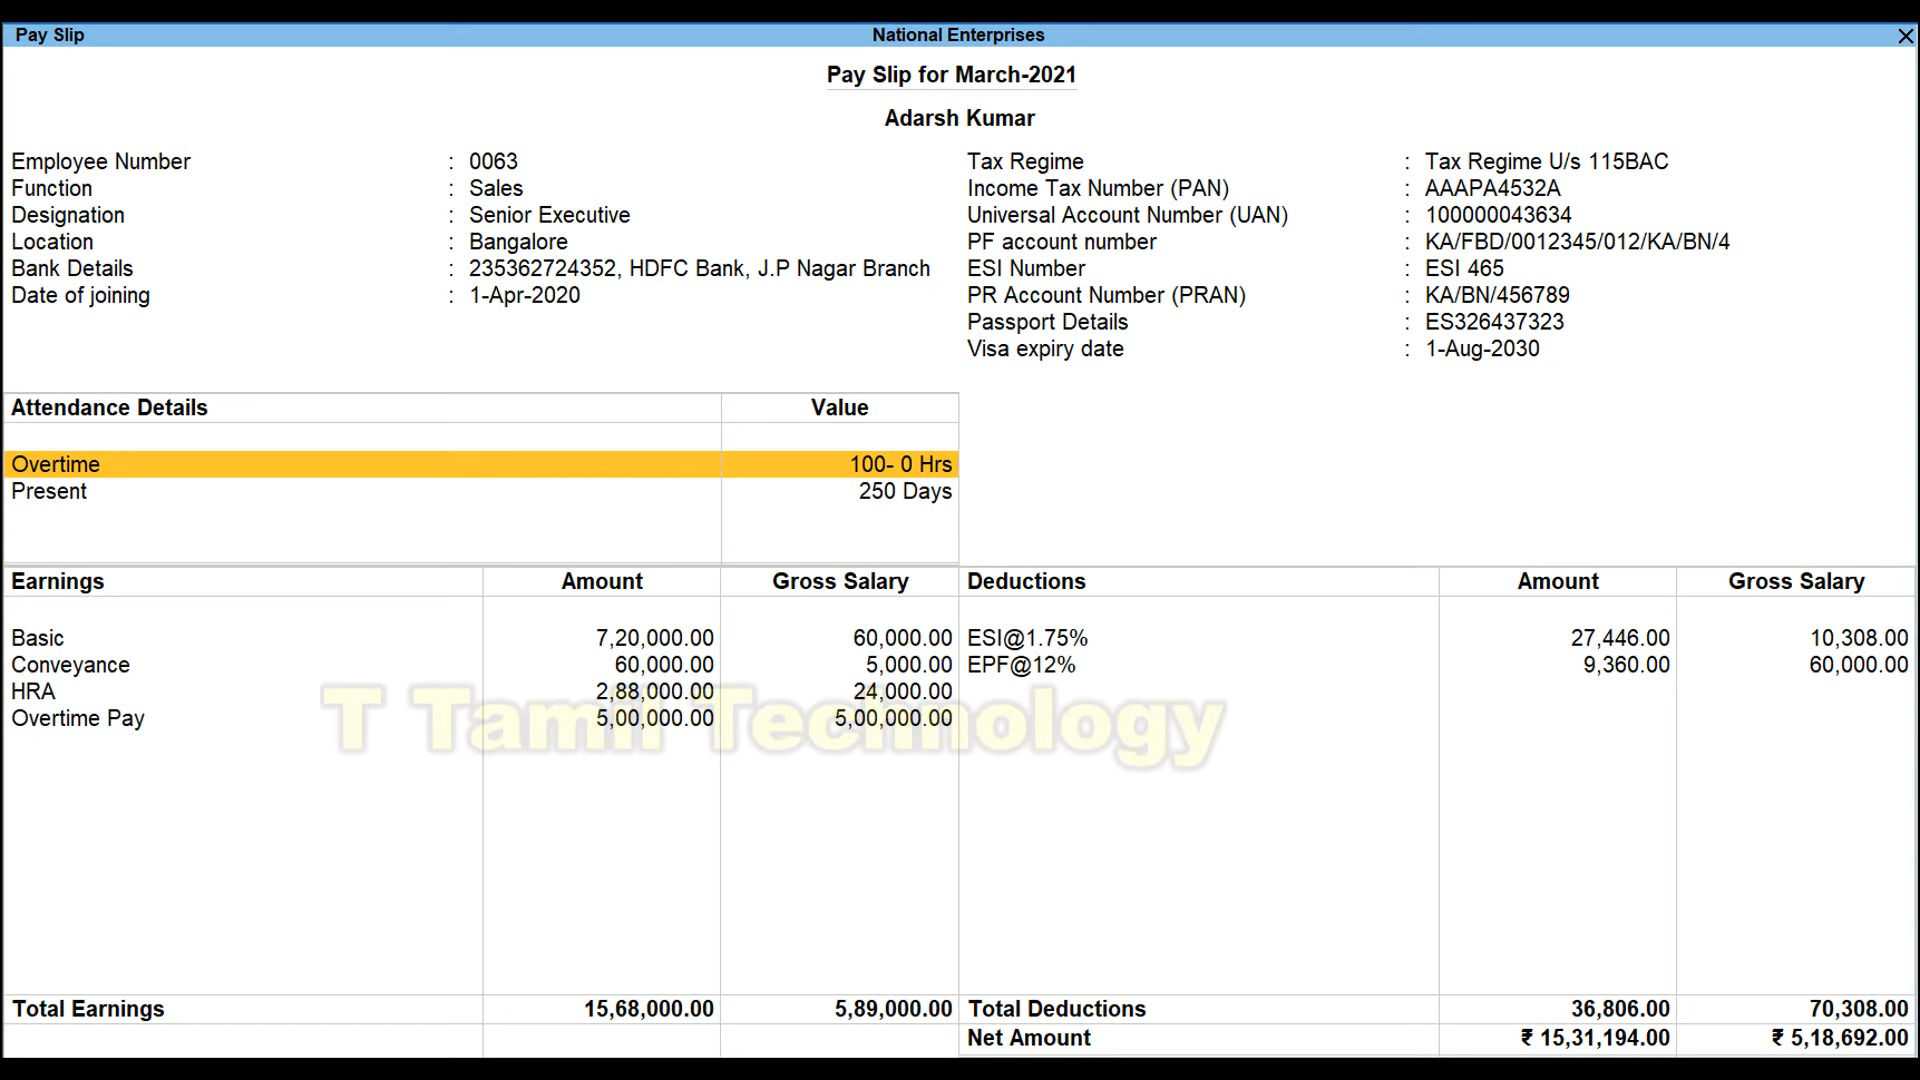 Pay Slip National Enterprises X
Pay Slip for March-2021
Adarsh Kumar
Employee Number : 0063
Function : Sales
Designation : Senior Executive
Location : Bangalore
Bank Details : 235362724352, HDFC Bank, J.P Nagar Branch
Date of joining : 1-Apr-2020
Tax Regime : Tax Regime U/s 115BAC
Income Tax Number (PAN) : AAAPA4532A
Universal Account Number (UAN) : 100000043634
PF account number : KA/FBD/0012345/012/KA/BN/4
ESI Number : ESI 465
PR Account Number (PRAN) : KA/BN/456789
Passport Details : ES326437323
Visa expiry date : 1-Aug-2030
Attendance Details Value
Overtime 100- 0 Hrs
Present 250 Days
Earnings Amount Gross Salary Deductions Amount Gross Salary
Basic 7,20,000.00 60,000.00 ESI@1.75% 27,446.00 10,308.00
Conveyance 60,000.00 5,000.00 EPF@12% 9,360.00 60,000.00
HRA 2,88,000.00 24,000.00
Overtime Pay 5,00,000.00 5,00,000.00
T Tamil Technology
Total Earnings 15,68,000.00 5,89,000.00 Total Deductions 36,806.00 70,308.00
Net Amount ₹ 15,31,194.00 ₹ 5,18,692.00